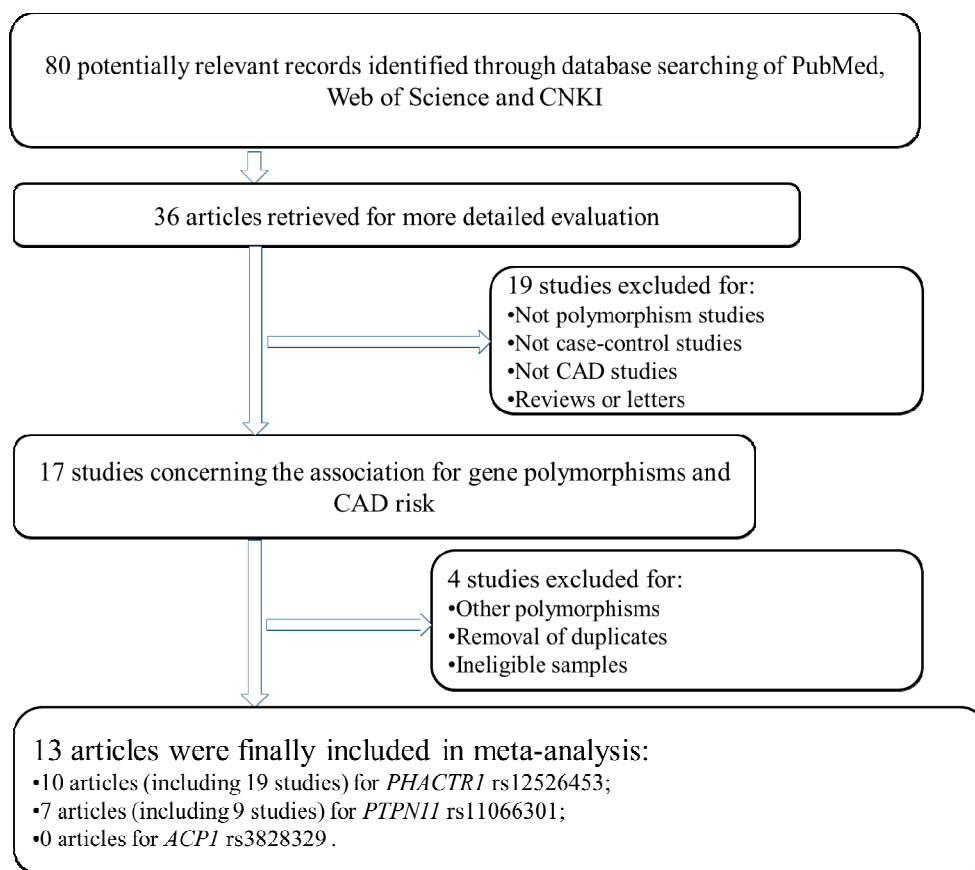 80 potentially relevant records identified through database searching of PubMed,
Web of Science and CNKI
36 articles retrieved for more detailed evaluation
19 studies excluded for:
•Not polymorphism studies
•Not case-control studies
•Not CAD studies
•Reviews or letters
17 studies concerning the association for gene polymorphisms and
CAD risk
4 studies excluded for:
•Other polymorphisms
•Removal of duplicates
•Ineligible samples
13 articles were finally included in meta-analysis:
•10 articles (including 19 studies) for PHACTR1 rs12526453;
•7 articles (including 9 studies) for PTPN11 rs11066301;
•0 articles for ACP1 rs3828329 .